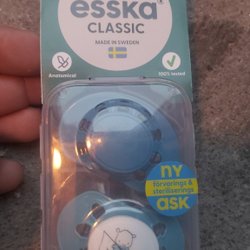 esska
CLASSIC
MADE IN SWEDEN
Anatomical
100% tested
NY
förvarings &
steriliserings
ASK